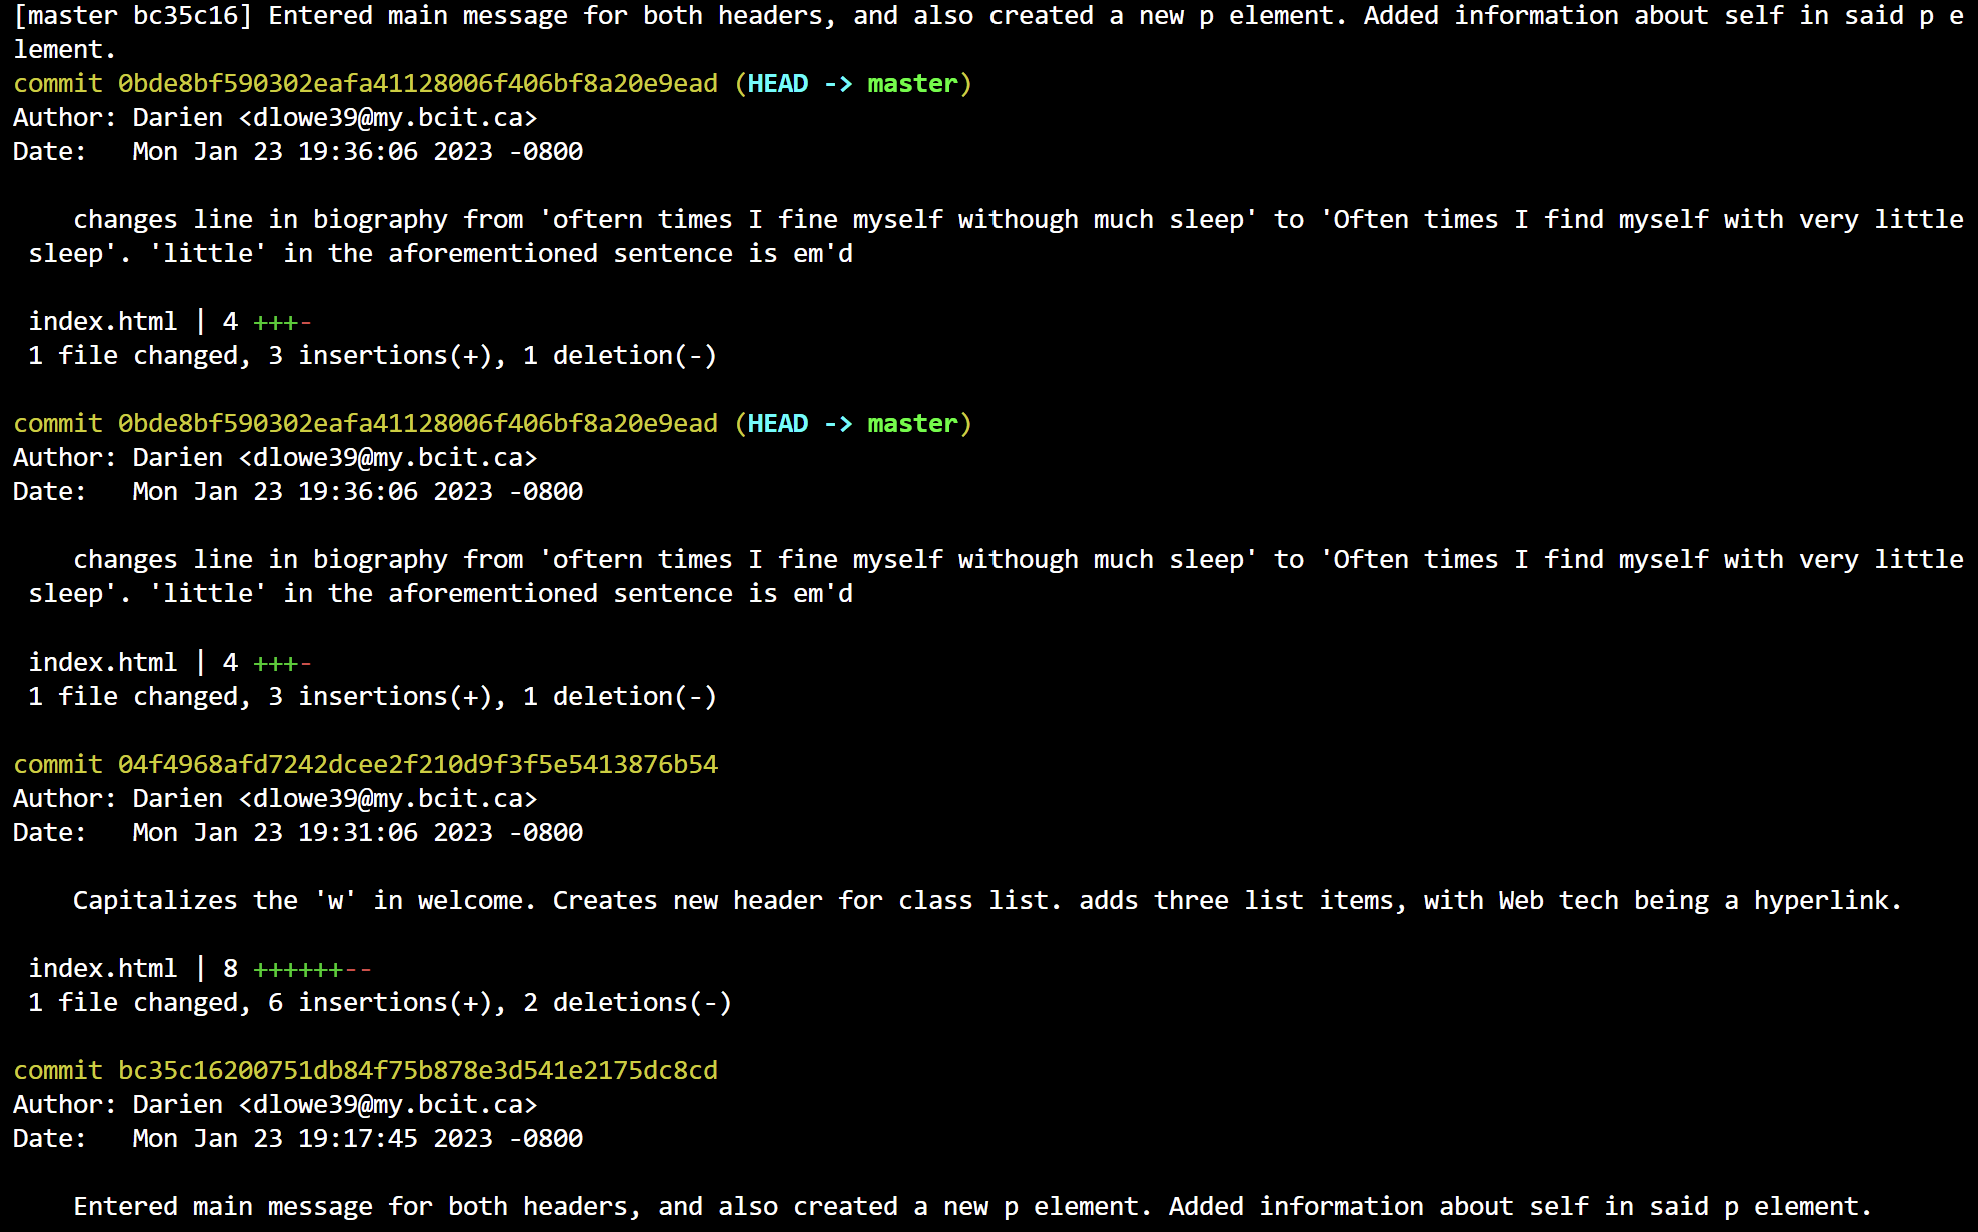 [master bc35c16] Entered main message for both headers, and also created a new p element. Added information about self in said p e
lement.
commit 0bde8bf590302eafa41128006f406bf8a20e9ead (HEAD -> master)
Author: Darien <dlowe39@my.bcit.ca>
Date:   Mon Jan 23 19:36:06 2023 -0800

    changes line in biography from 'oftern times I fine myself withough much sleep' to 'Often times I find myself with very little
 sleep'. 'little' in the aforementioned sentence is em'd

 index.html | 4 +++-
 1 file changed, 3 insertions(+), 1 deletion(-)

commit 0bde8bf590302eafa41128006f406bf8a20e9ead (HEAD -> master)
Author: Darien <dlowe39@my.bcit.ca>
Date:   Mon Jan 23 19:36:06 2023 -0800

    changes line in biography from 'oftern times I fine myself withough much sleep' to 'Often times I find myself with very little
 sleep'. 'little' in the aforementioned sentence is em'd

 index.html | 4 +++-
 1 file changed, 3 insertions(+), 1 deletion(-)

commit 04f4968afd7242dcee2f210d9f3f5e5413876b54
Author: Darien <dlowe39@my.bcit.ca>
Date:   Mon Jan 23 19:31:06 2023 -0800

    Capitalizes the 'w' in welcome. Creates new header for class list. adds three list items, with Web tech being a hyperlink.

 index.html | 8 ++++++--
 1 file changed, 6 insertions(+), 2 deletions(-)

commit bc35c16200751db84f75b878e3d541e2175dc8cd
Author: Darien <dlowe39@my.bcit.ca>
Date:   Mon Jan 23 19:17:45 2023 -0800

    Entered main message for both headers, and also created a new p element. Added information about self in said p element.